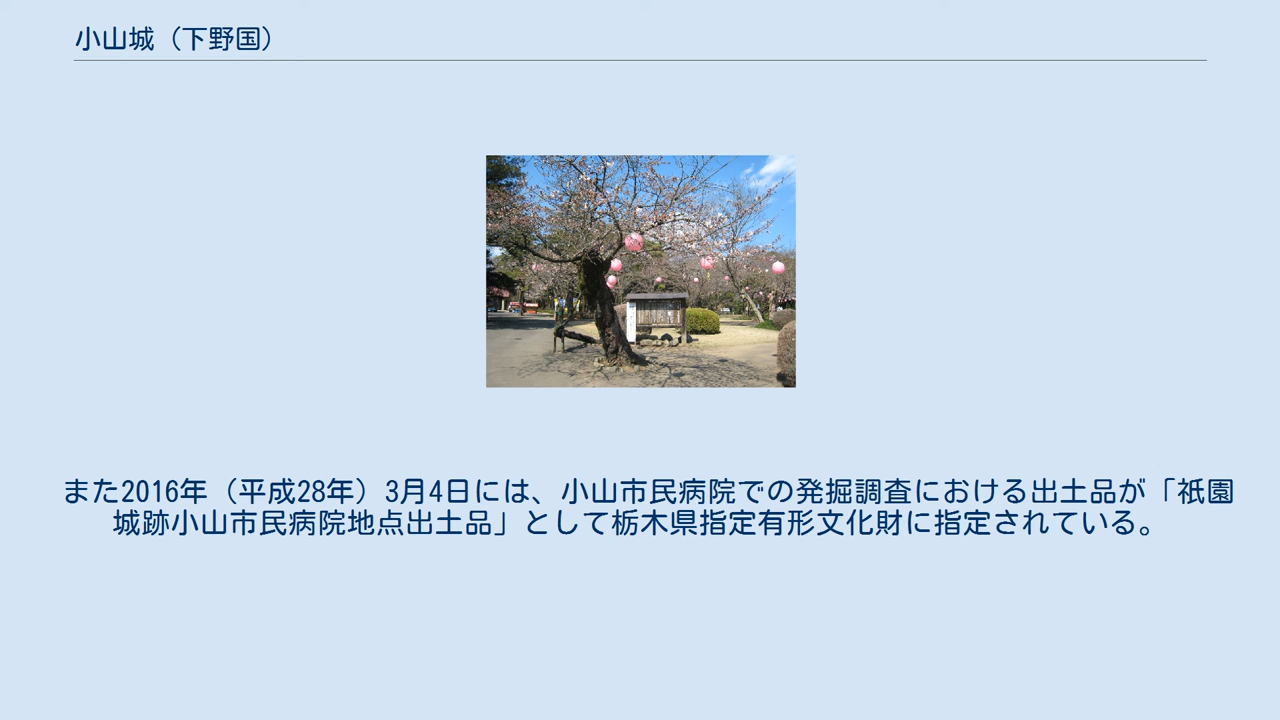 小山城（下野国）
また2016年（平成28年）3月4日には、小山市民病院での発掘調査における出土品が「祇園
城跡小山市民病院地点出土品」として栃木県指定有形文化財に指定されている。